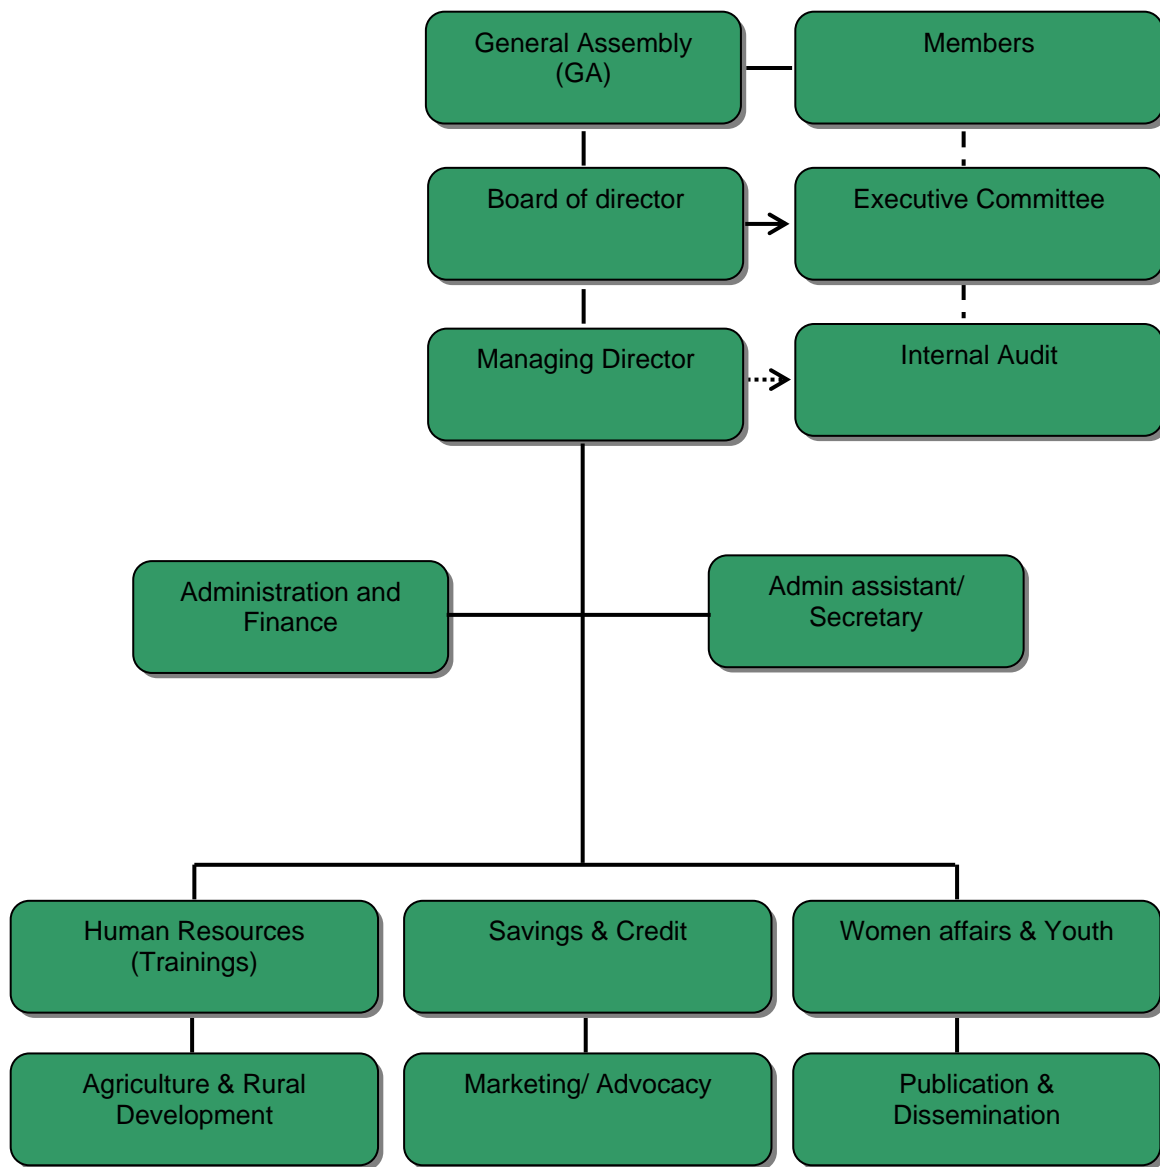 General Assembly
(GA)
Members
Board of director
Executive Committee
Managing Director
Internal Audit
Administration and
Finance
Admin assistant/
Secretary
Human Resources
(Trainings)
Savings & Credit
Women affairs & Youth
Agriculture & Rural
Development
Marketing/ Advocacy
Publication &
Dissemination